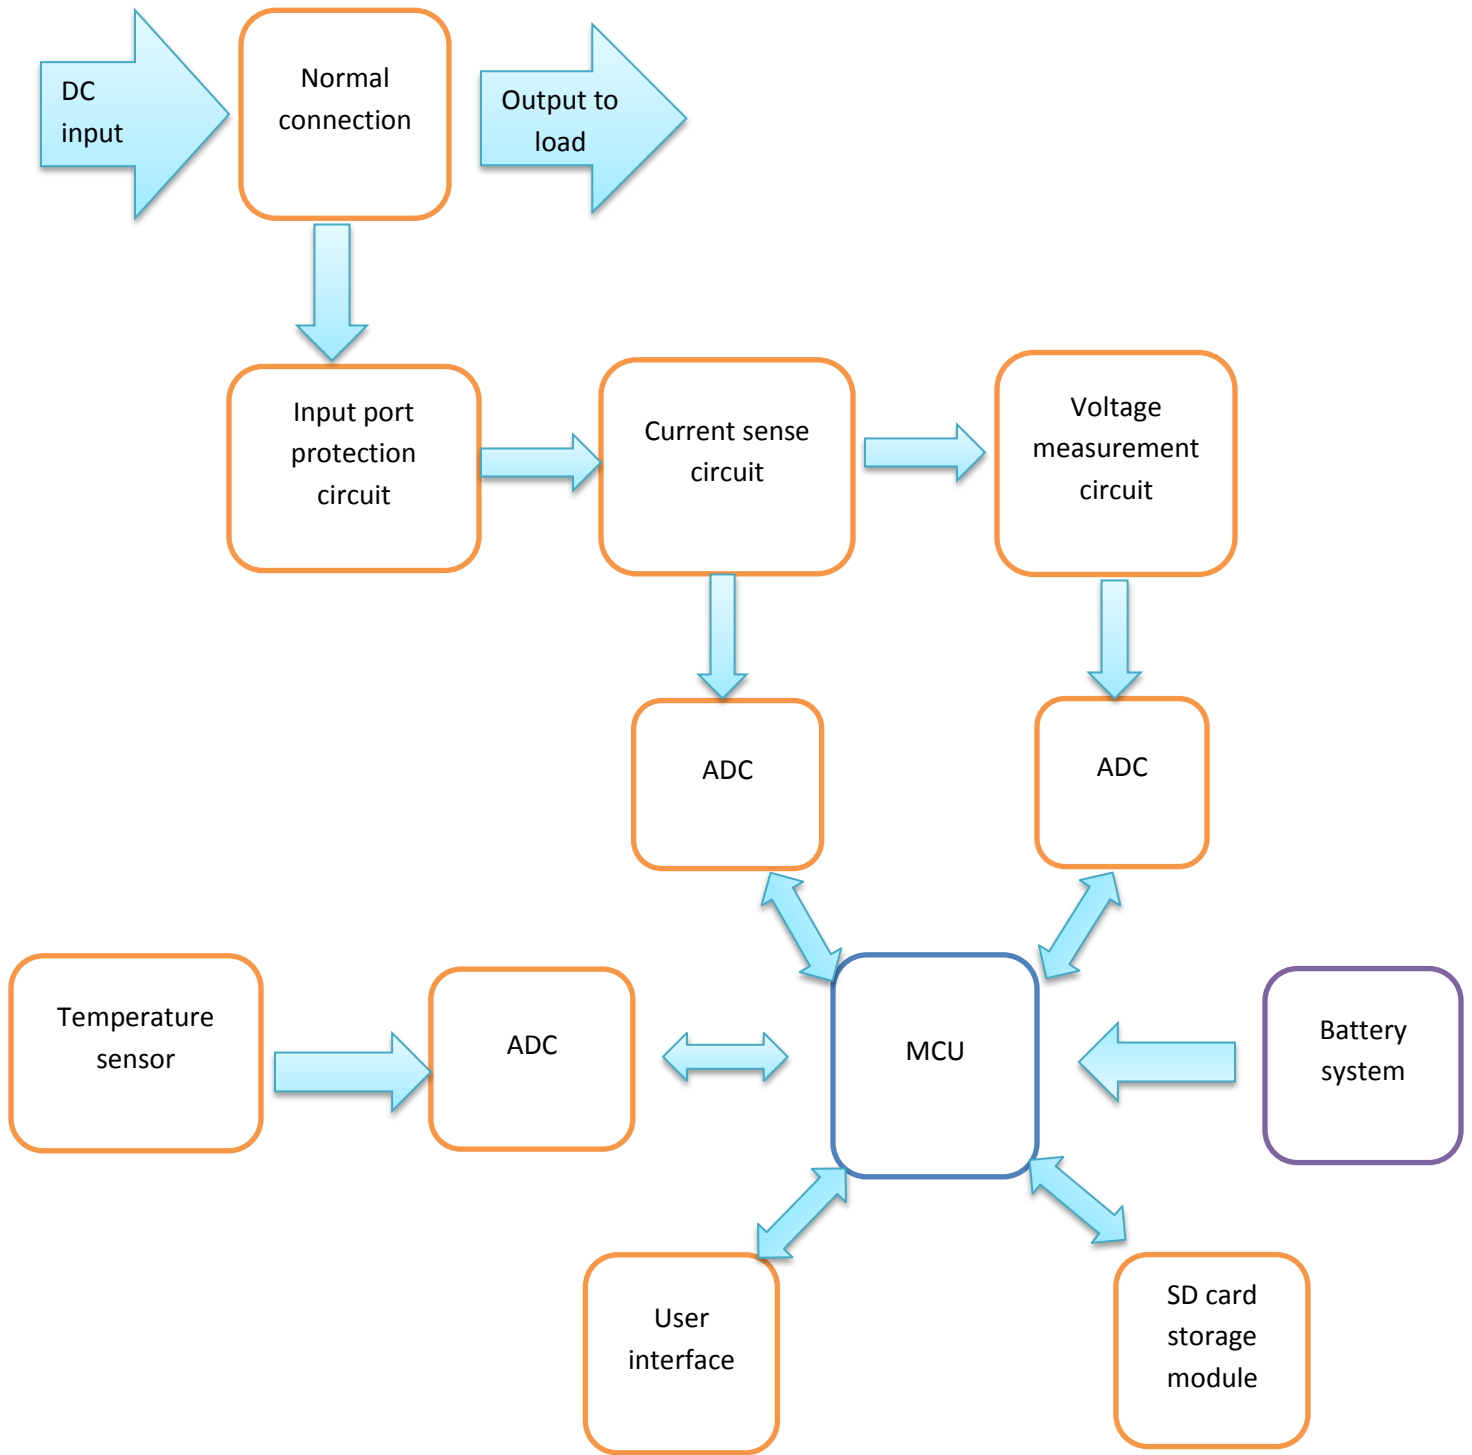 DC
input
Normal
connection
Output to
load
Input port
protection
circuit
Current sense
circuit
Voltage
measurement
circuit
ADC
ADC
Temperature
sensor
ADC
MCU
Battery
system
User
interface
SD card
storage
module